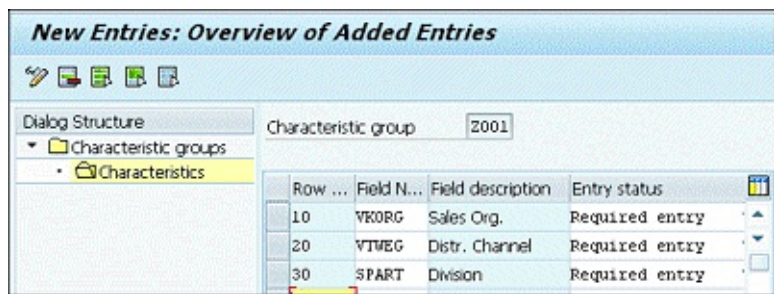 New Entries: Overview of Added Entries
Dialog Structure
Characteristic groups
Characteristics
Characteristic group Z001
Row ... Field N... Field description Entry status
10 VKORG Sales Org. Required entry
20 VTWEG Distr. Channel Required entry
30 SPART Division Required entry